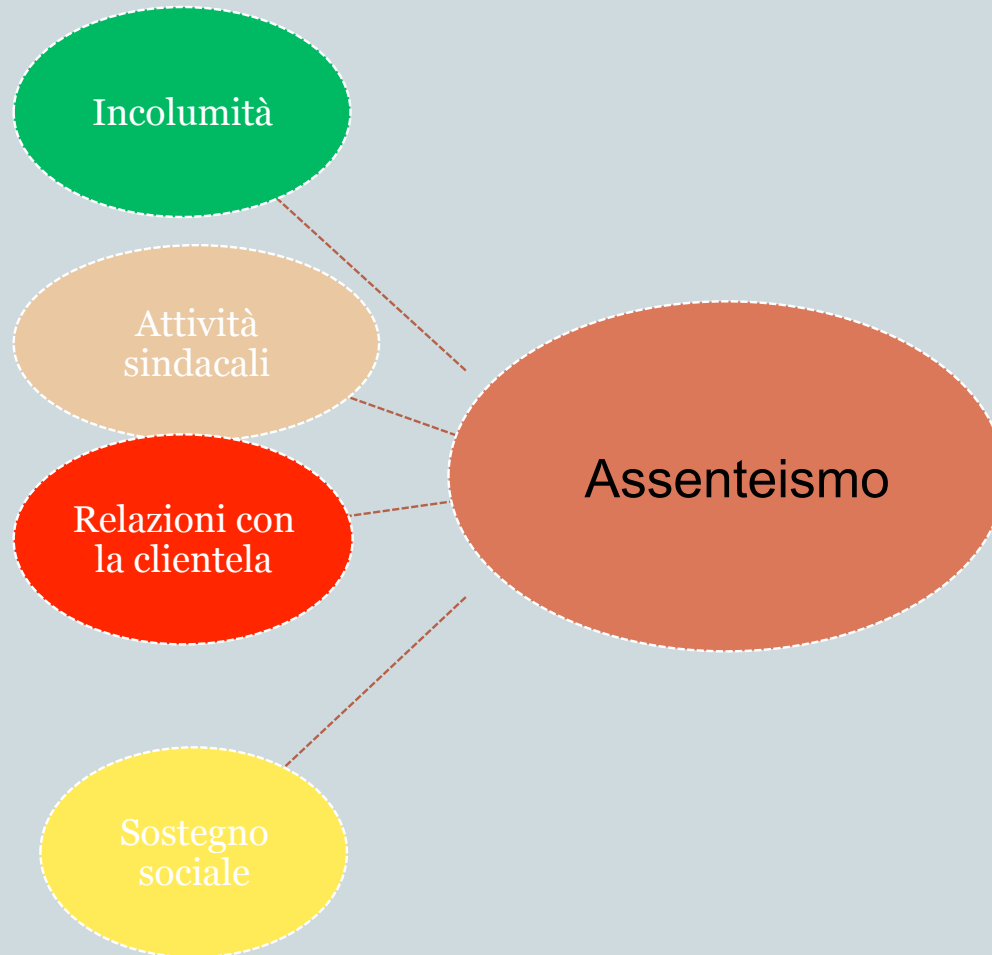 Incolumità
Attività
sindacali
Assenteismo
Relazioni con
la clientela
Sostegno
sociale